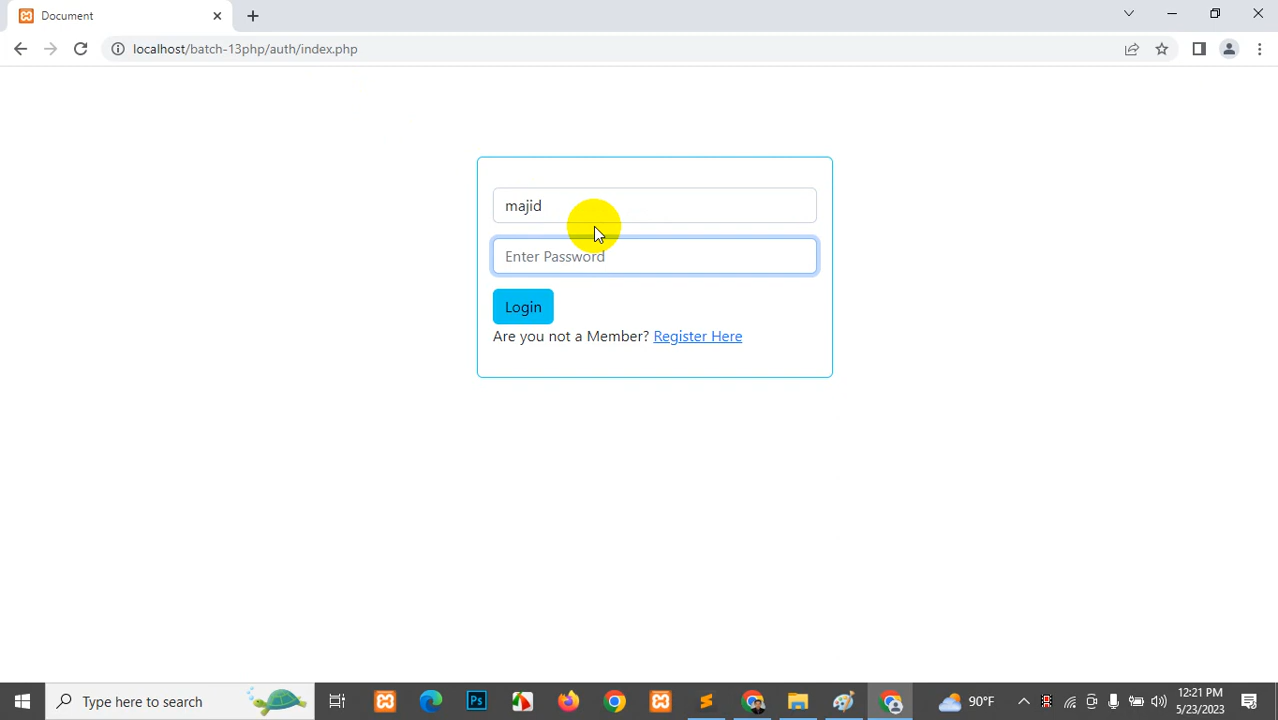 Document
localhost/batch-13php/auth/index.php
majid
Enter Password
Login
Are you not a Member? Register Here
Type here to search
Ps
90°F
12:21 PM
5/23/2023